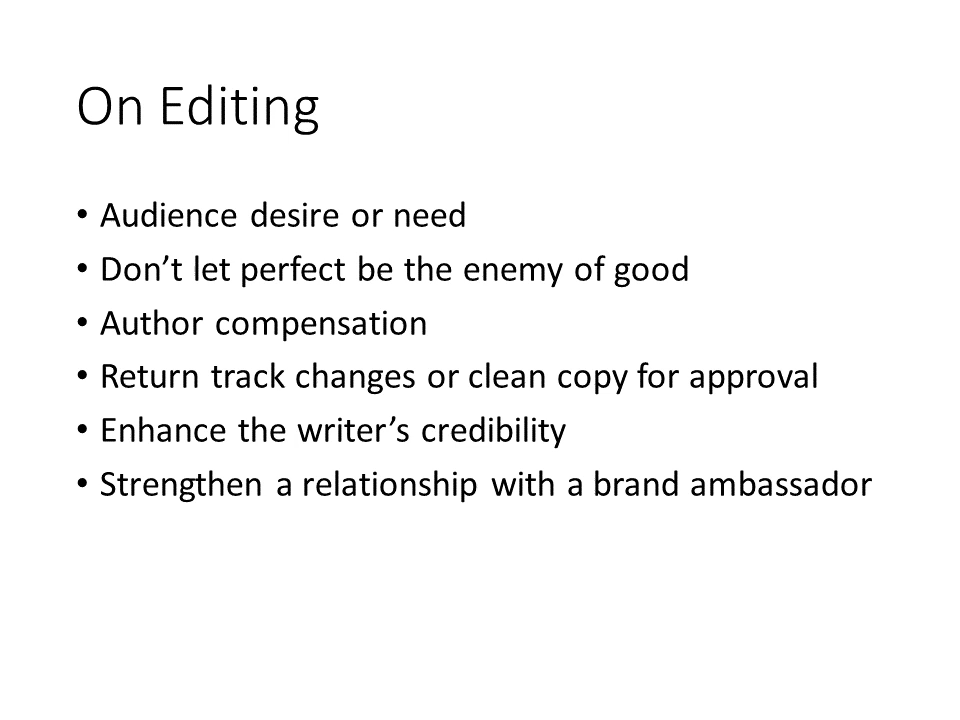 On Editing
• Audience desire or need
• Don’t let perfect be the enemy of good
• Author compensation
• Return track changes or clean copy for approval
• Enhance the writer’s credibility
• Strengthen a relationship with a brand ambassador